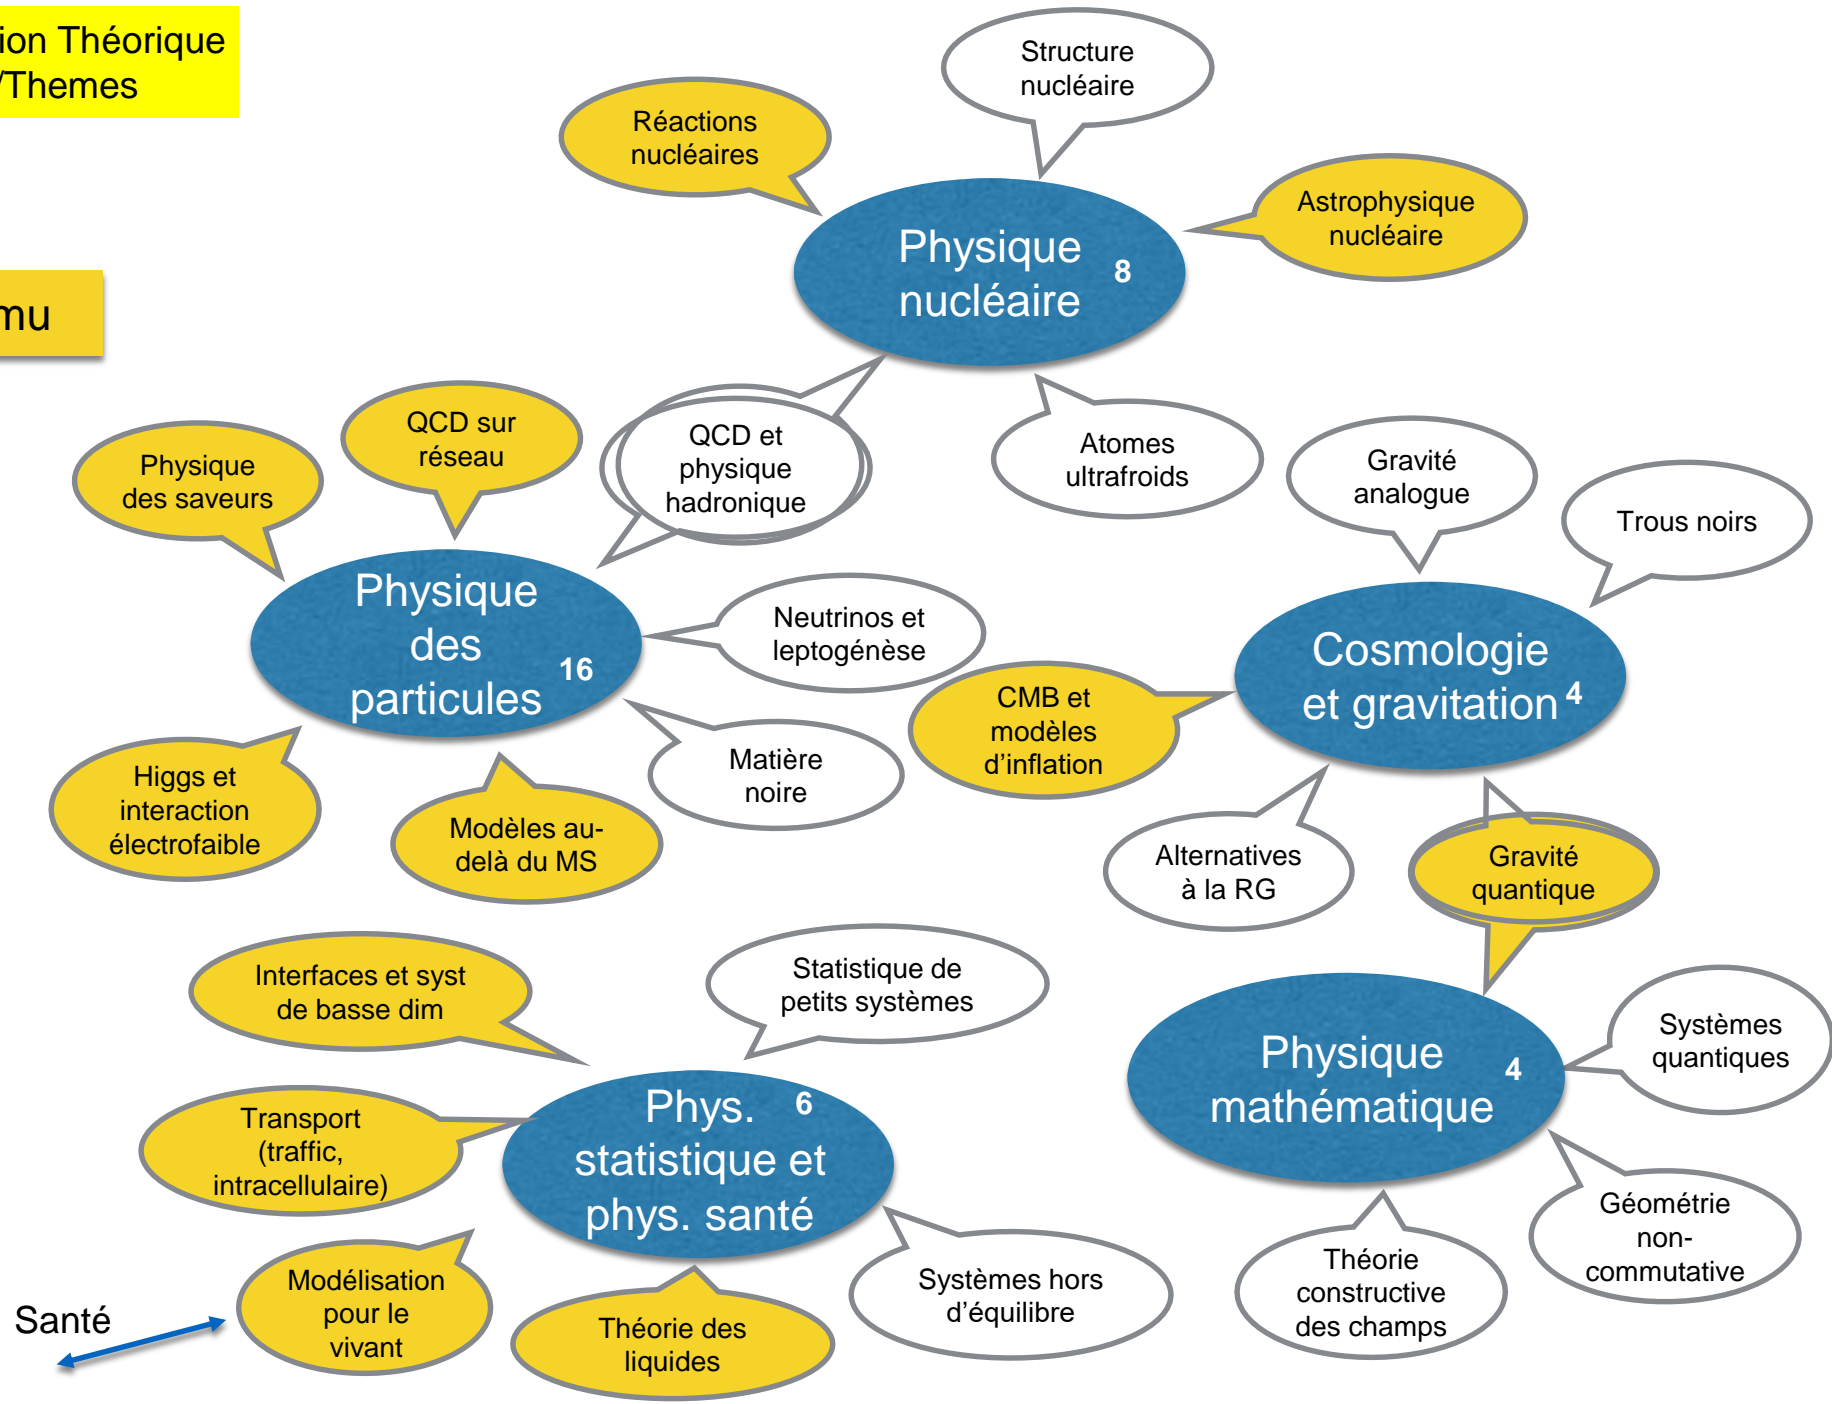 ion Théorique
/Themes
mu
Structure
nucléaire
Réactions
nucléaires
Astrophysique
nucléaire
Physique
nucléaire
8
QCD sur
réseau
Physique
des saveurs
QCD et
physique
hadronique
Atomes
ultrafroids
Gravité
analogue
Trous noirs
Physique
des
particules
16
Neutrinos et
leptogénèse
Cosmologie
et gravitation
4
CMB et
modèles
d’inflation
Matière
noire
Higgs et
interaction
électrofaible
Modèles au-
delà du MS
Alternatives
à la RG
Gravité
quantique
Interfaces et syst
de basse dim
Statistique de
petits systèmes
Systèmes
quantiques
Physique
mathématique
4
Transport
(traffic,
intracellulaire)
Phys.
6
statistique et
phys. santé
Géométrie
non-
commutative
Modélisation
pour le
vivant
Santé
Théorie des
liquides
Systèmes hors
d’équilibre
Théorie
constructive
des champs